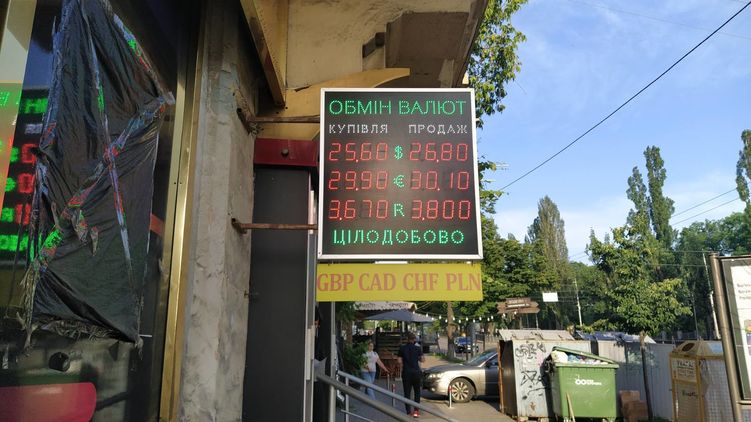 ОБМІН ВАЛЮТ
КУПІВЛЯ ПРОДАЖ
25.60 $ 26.80
29.90 € 30.10
3.670 R 3.800
ЦІЛОДОБОВО
GBP CAD CHF PLN